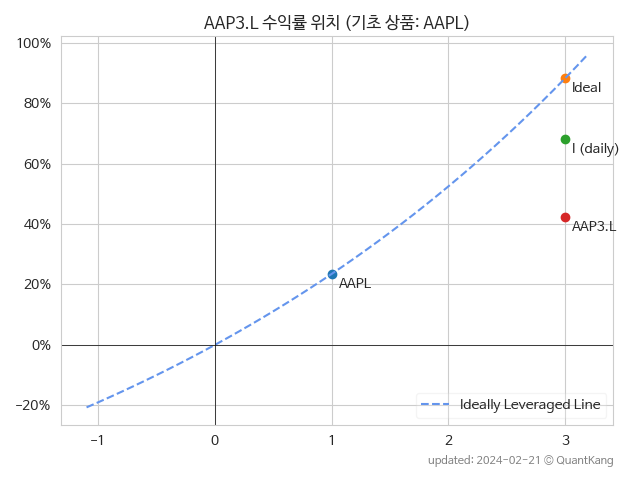 AAP3.L 수익률 위치 (기초 상품: AAPL)
100%
80%
60%
40%
20%
0%
−20%
Ideal
I (daily)
AAP3.L
AAPL
Ideally Leveraged Line
−1 0 1 2 3
updated: 2024-02-21 © QuantKang